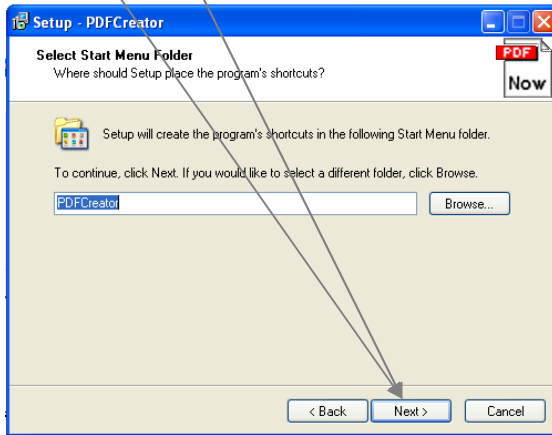 Setup - PDFCreator
Select Start Menu Folder
Where should Setup place the program's shortcuts?
PDF
Now
Setup will create the program's shortcuts in the following Start Menu folder.
To continue, click Next. If you would like to select a different folder, click Browse.
PDFCreator
Browse...
< Back
Next >
Cancel